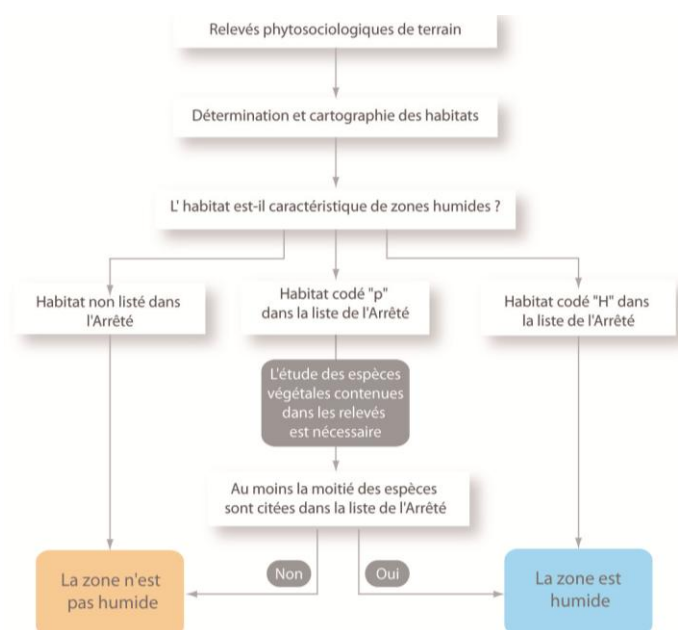 Relevés phytosociologiques de terrain
Détermination et cartographie des habitats
L' habitat est-il caractéristique de zones humides ?
Habitat non listé dans
l'Arrêté
Habitat codé "p"
dans la liste de l'Arrêté
Habitat codé "H" dans
la liste de l'Arrêté
L'étude des espèces
végétales contenues
dans les relevés
est nécessaire
Au moins la moitié des espèces
sont citées dans la liste de l'Arrêté
Non
Oui
La zone n'est
pas humide
La zone est
humide